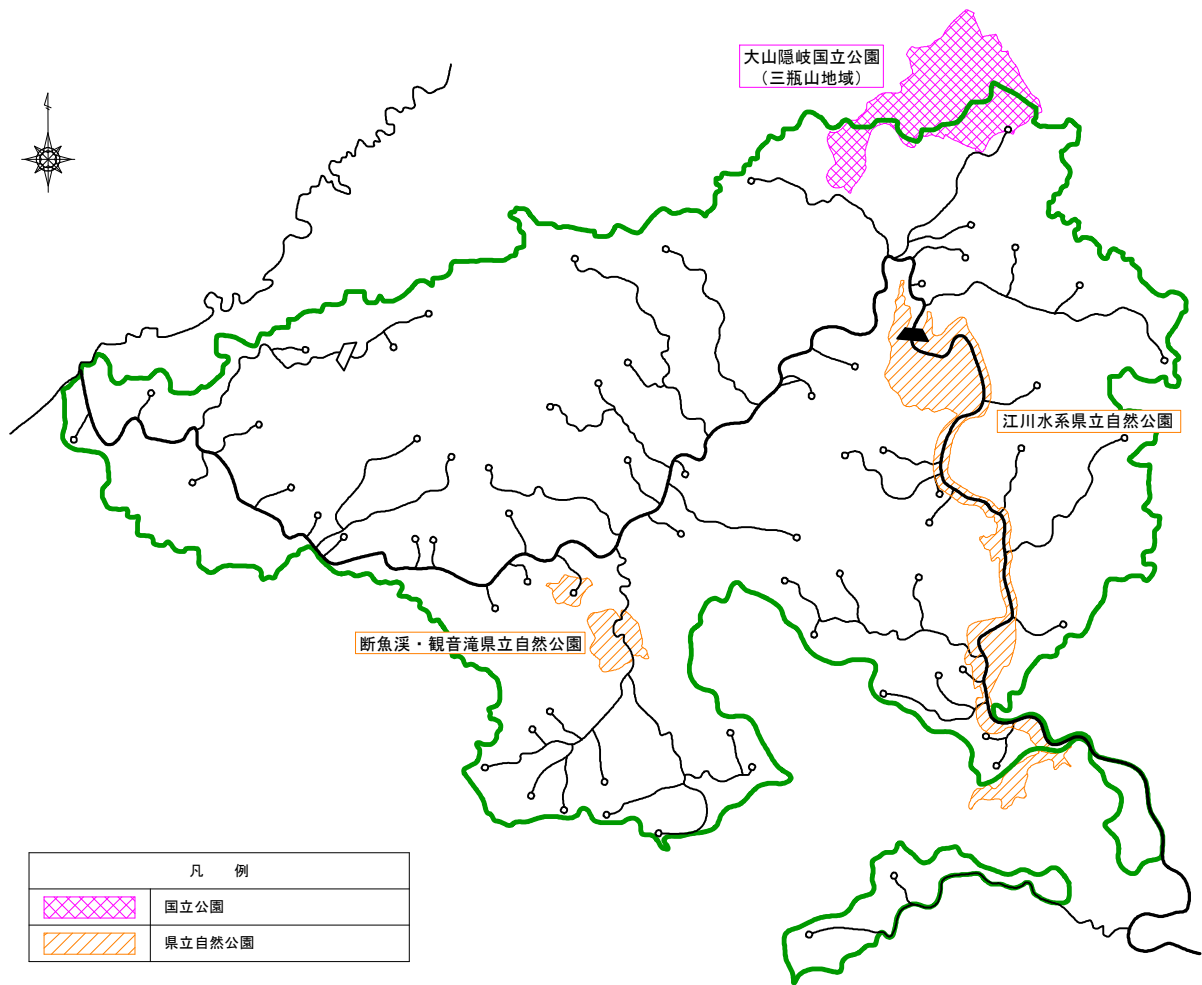 大山隠岐国立公園
（三瓶山地域）
江川水系県立自然公園
断魚渓・観音滝県立自然公園
凡 例
国立公園
県立自然公園